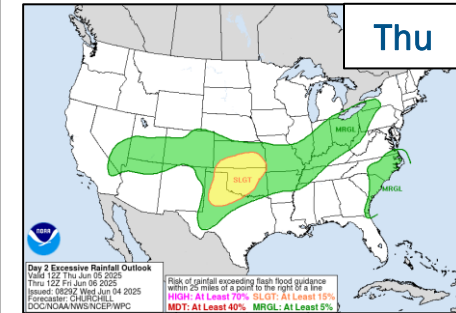 Thu
MRGL
SLGT
MRGL
NOAA
Day 2 Excessive Rainfall Outlook
Valid 12Z Thu Jun 05 2025
Thru 12Z Fri Jun 06 2025
Issued: 0829Z Wed Jun 04 2025
Forecaster: CHURCHILL
DOC/NOAA/NWS/NCEP/WPC
Risk of rainfall exceeding flash flood guidance
within 25 miles of a point to the right of a line
HIGH: At Least 70% SLGT: At Least 15%
MDT: At Least 40% MRGL: At Least 5%